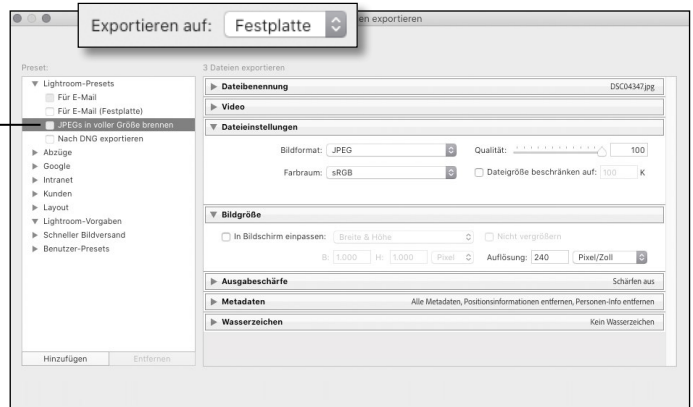 Exportieren auf: Festplatte
en exportieren
Preset:
3 Dateien exportieren
Lightroom-Presets
Für E-Mail
Für E-Mail (Festplatte)
JPEGs in voller Größe brennen
Nach DNG exportieren
Abzüge
Google
Intranet
Kunden
Layout
Lightroom-Vorgaben
Schneller Bildversand
Benutzer-Presets
Hinzufügen Entfernen
Dateibenennung DSC04347.jpg
Video
Dateieinstellungen
Bildformat: JPEG Qualität: 100
Farbraum: sRGB Dateigröße beschränken auf: 100 K
Bildgröße
In Bildschirm einpassen: Breite & Höhe Nicht vergrößern
B: 1.000 H: 1.000 Pixel Auflösung: 240 Pixel/Zoll
Ausgabeschärfe Schärfen aus
Metadaten Alle Metadaten, Positionsinformationen entfernen, Personen-Info entfernen
Wasserzeichen Kein Wasserzeichen